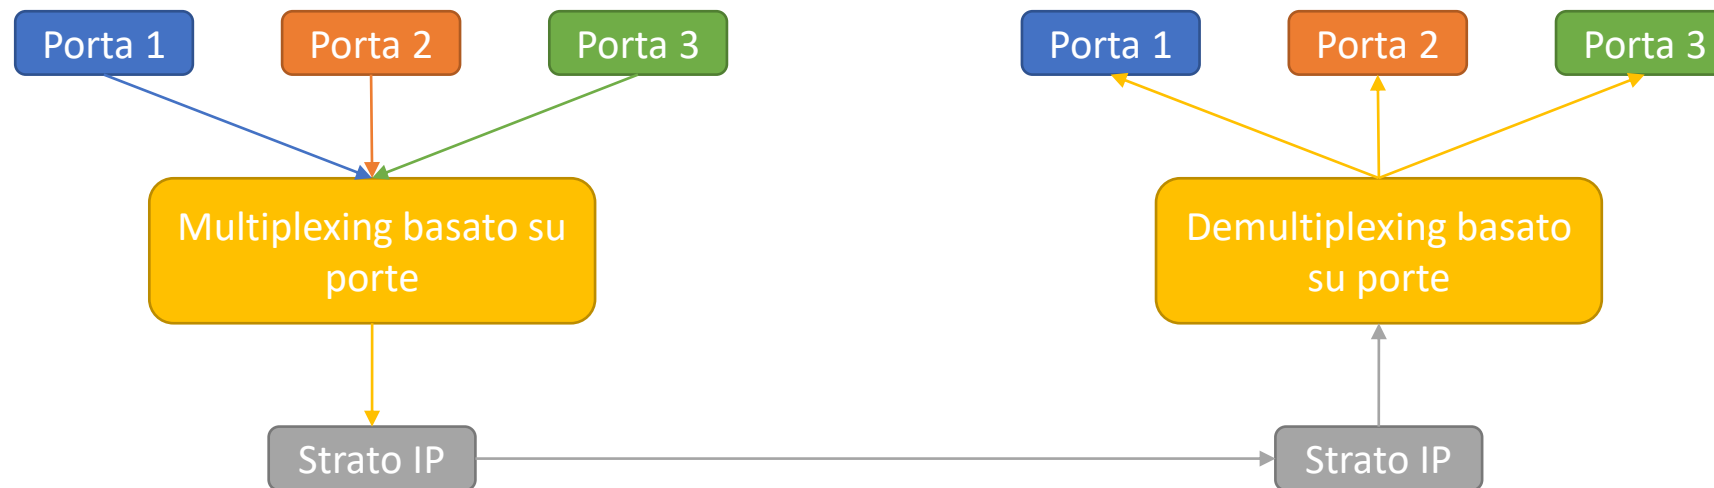 Porta 1
Porta 2
Porta 3
Porta 1
Porta 2
Porta 3
Multiplexing basato su
porte
Demultiplexing basato
su porte
Strato IP
Strato IP